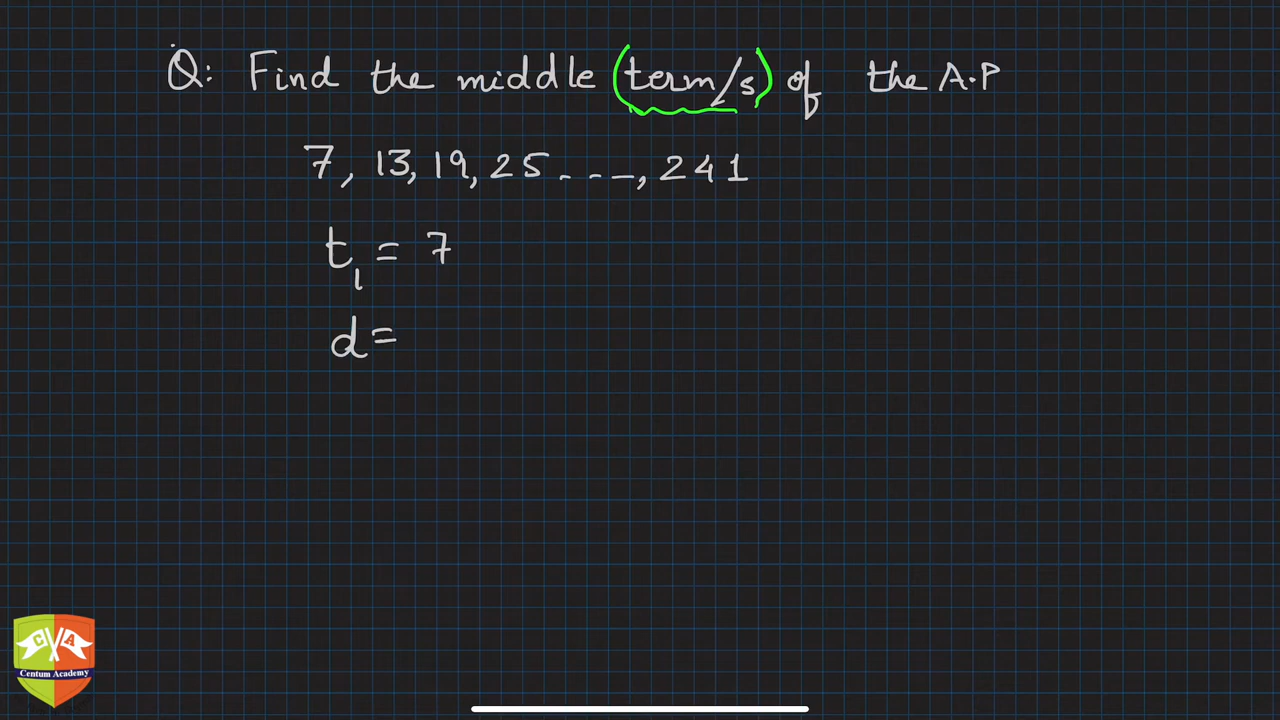 Q: Find the middle (term/s) of the A.P
7, 13, 19, 25 - - -, 241
t₁ = 7
d =
C A
Centum Academy